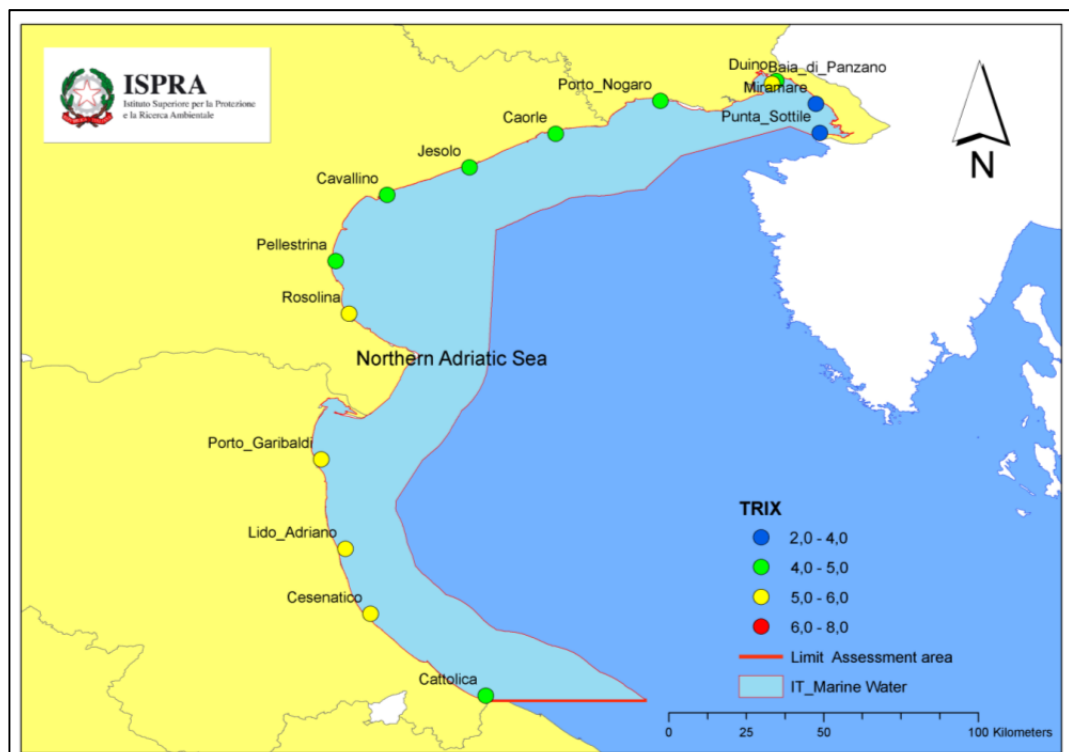 ISPRA
Istituto Superiore per la Protezione
e la Ricerca Ambientale
Duino
Baia_di_Panzano
Miramare
Porto_Nogaro
Punta_Sottile
Caorle
Jesolo
Cavallino
N
Pellestrina
Rosolina
Northern Adriatic Sea
Porto_Garibaldi
Lido_Adriano
Cesenatico
Cattolica
TRIX
2,0 - 4,0
4,0 - 5,0
5,0 - 6,0
6,0 - 8,0
Limit Assessment area
IT_Marine Water
0 25 50 100 Kilometers